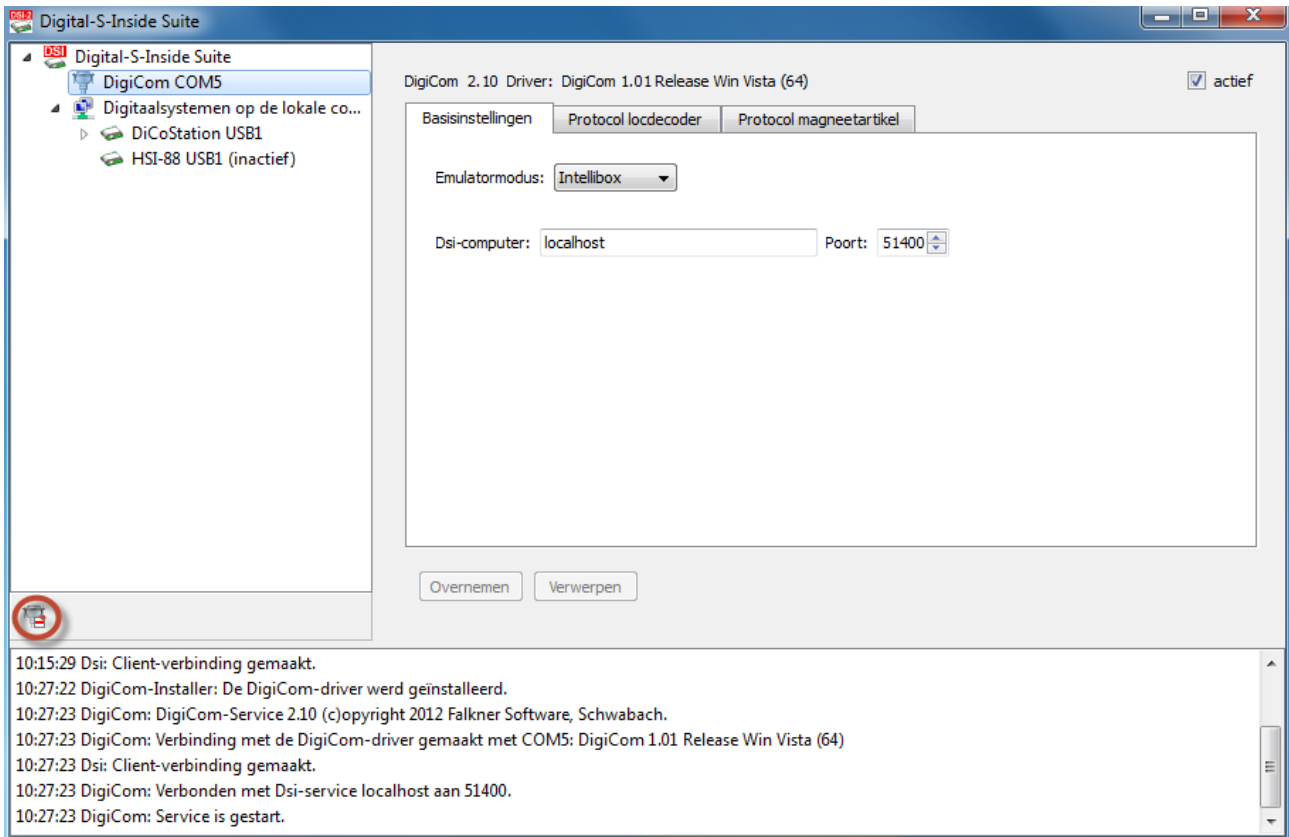 Digital-S-Inside Suite
Digital-S-Inside Suite
DigiCom COM5
Digitaalsystemen op de lokale co...
DiCoStation USB1
HSI-88 USB1 (inactief)
DigiCom 2.10 Driver: DigiCom 1.01 Release Win Vista (64)
actief
Basisinstellingen Protocol locdecoder Protocol magneetartikel
Emulatormodus: Intellibox
Dsi-computer: localhost Poort: 51400
Overnemen Verwerpen
10:15:29 Dsi: Client-verbinding gemaakt.
10:27:22 DigiCom-Installer: De DigiCom-driver werd geïnstalleerd.
10:27:23 DigiCom: DigiCom-Service 2.10 (c)opyright 2012 Falkner Software, Schwabach.
10:27:23 DigiCom: Verbinding met de DigiCom-driver gemaakt met COM5: DigiCom 1.01 Release Win Vista (64)
10:27:23 Dsi: Client-verbinding gemaakt.
10:27:23 DigiCom: Verbonden met Dsi-service localhost aan 51400.
10:27:23 DigiCom: Service is gestart.